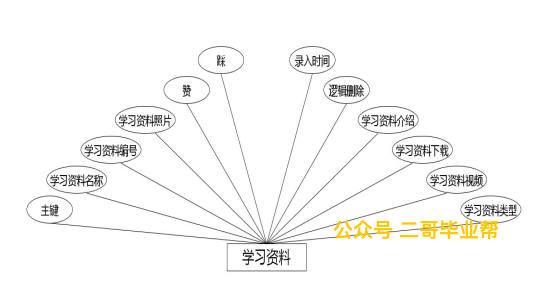 踩
录入时间
赞
逻辑删除
学习资料照片
学习资料介绍
学习资料编号
学习资料下载
学习资料名称
学习资料视频
主键
学习资料类型
公众号 二哥毕业帮
学习资料